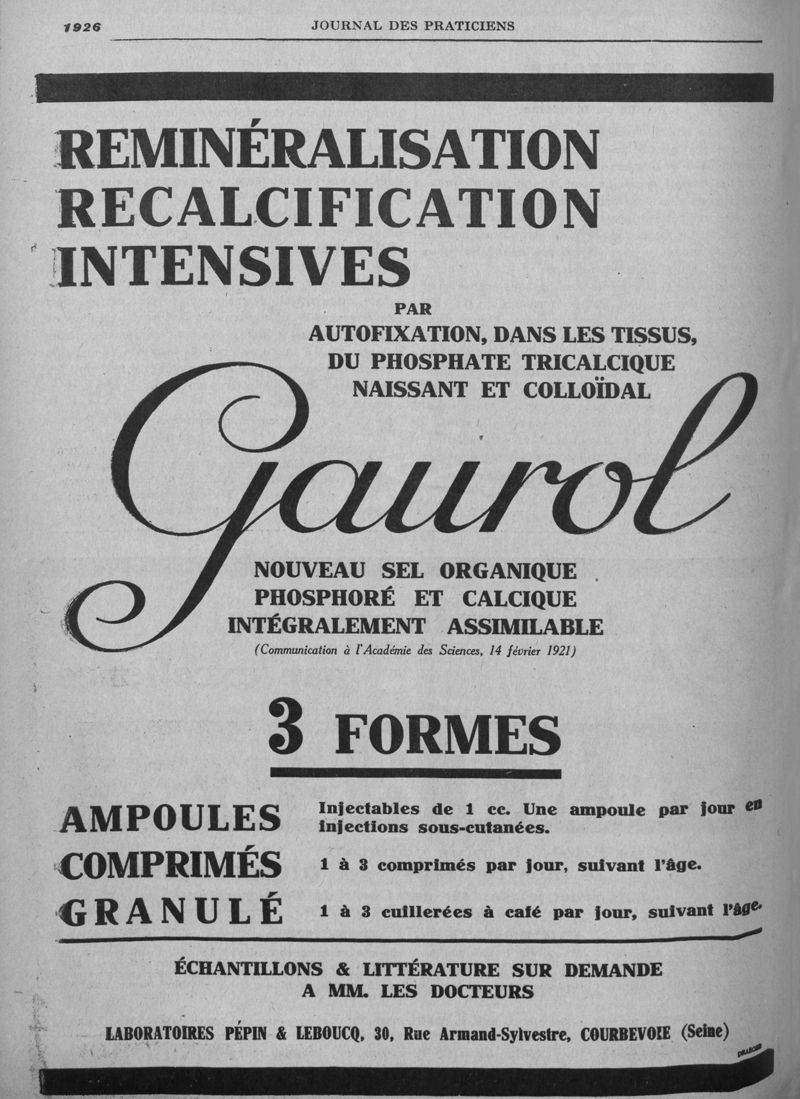 1926
JOURNAL DES PRATICIENS
REMINÉRALISATION
RECALCIFICATION
INTENSIVES
PAR
AUTOFIXATION, DANS LES TISSUS,
DU PHOSPHATE TRICALCIQUE
NAISSANT ET COLLOÏDAL
Gaurol
NOUVEAU SEL ORGANIQUE
PHOSPHORÉ ET CALCIQUE
INTÉGRALEMENT ASSIMILABLE
(Communication à l'Académie des Sciences, 14 février 1921)
3 FORMES
AMPOULES
Injectables de 1 cc. Une ampoule par jour en
injections sous-cutanées.
COMPRIMÉS
1 à 3 comprimés par jour, suivant l'âge.
GRANULÉ
1 à 3 cuillerées à café par jour, suivant l'âge.
ÉCHANTILLONS & LITTÉRATURE SUR DEMANDE
A MM. LES DOCTEURS
LABORATOIRES PÉPIN & LEBOUCQ, 30, Rue Armand-Sylvestre, COURBEVOIE (Seine)